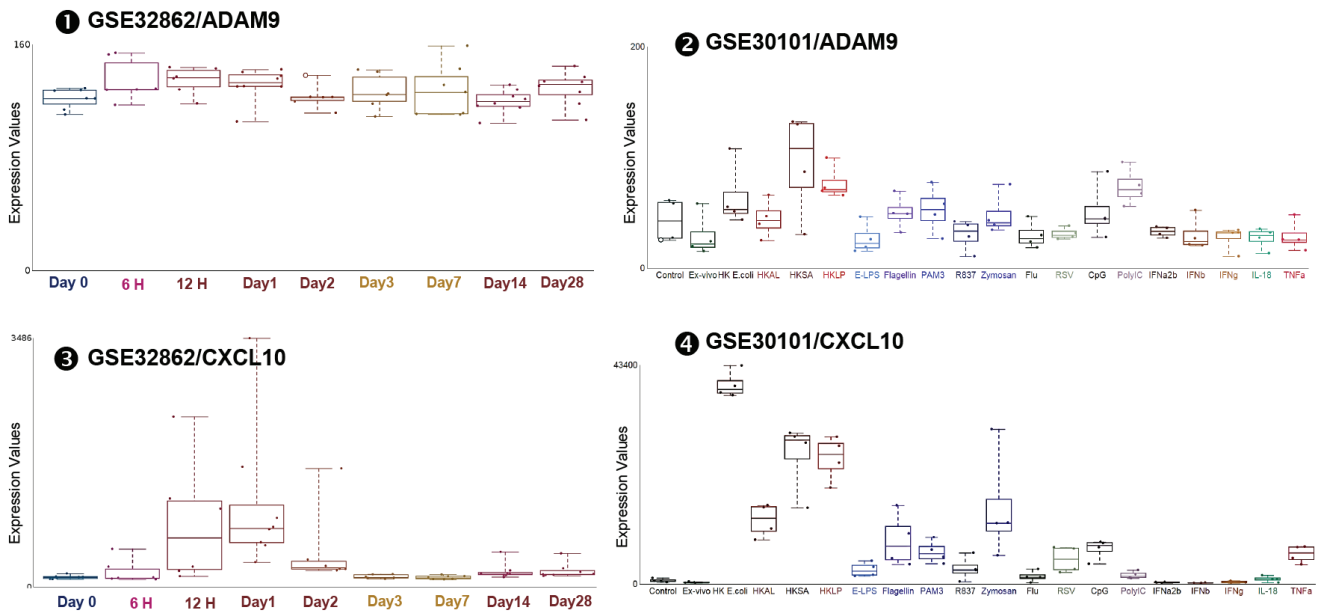 ❶ GSE32862/ADAM9
160
Expression Values
0
Day 0 6 H 12 H Day1 Day2 Day3 Day7 Day14 Day28
❷ GSE30101/ADAM9
200
Expression Values
0
Control Ex-vivo HK E.coli HKAL HKSA HKLP E-LPS Flagellin PAM3 R837 Zymosan Flu RSV CpG PolyIC IFNa2b IFNb IFNg IL-18 TNFa
❸ GSE32862/CXCL10
3486
Expression Values
0
Day 0 6 H 12 H Day1 Day2 Day3 Day7 Day14 Day28
❹ GSE30101/CXCL10
43400
Expression Values
0
Control Ex-vivo HK E.coli HKAL HKSA HKLP E-LPS Flagellin PAM3 R837 Zymosan Flu RSV CpG PolyIC IFNa2b IFNb IFNg IL-18 TNFa